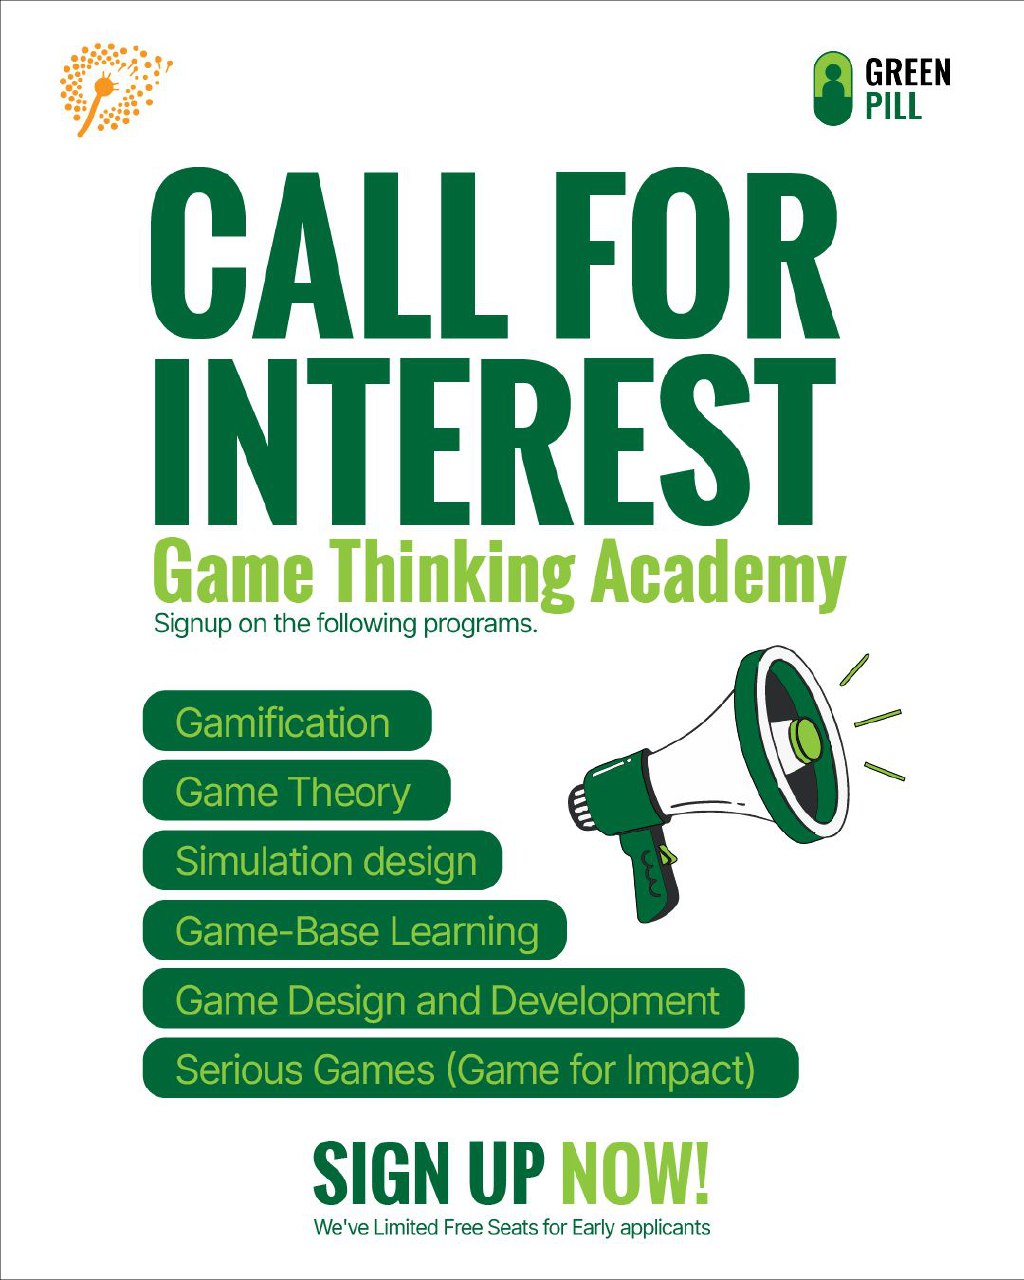 GREEN
PILL
CALL FOR
INTEREST
Game Thinking Academy
Signup on the following programs.
Gamification
Game Theory
Simulation design
Game-Base Learning
Game Design and Development
Serious Games (Game for Impact)
SIGN UP NOW!
We've Limited Free Seats for Early applicants